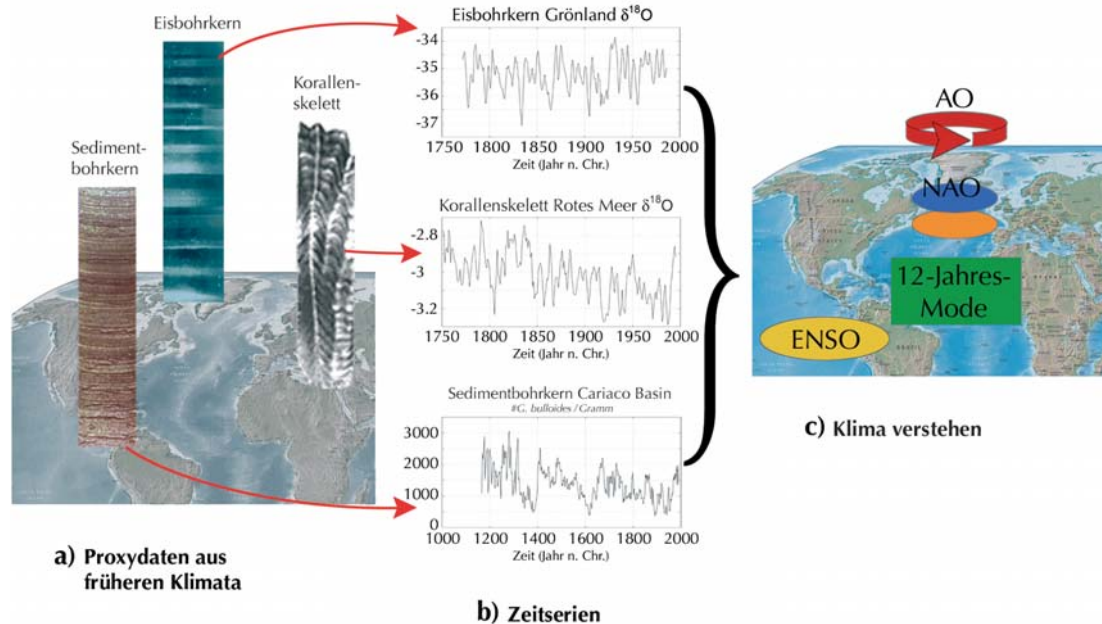 Eisbohrkern
Korallen-
skelett
Sediment-
bohrkern
a) Proxydaten aus
früheren Klimata
Eisbohrkern Grönland δ¹⁸O
-34
-35
-36
-37
1750 1800 1850 1900 1950 2000
Zeit (Jahr n. Chr.)
Korallenskelett Rotes Meer δ¹⁸O
-2.8
-3
-3.2
1750 1800 1850 1900 1950 2000
Zeit (Jahr n. Chr.)
Sedimentbohrkern Cariaco Basin
#G. bulloides / Gramm
3000
2000
1000
0
1000 1200 1400 1600 1800 2000
Zeit (Jahr n. Chr.)
b) Zeitserien
AO
NAO
12-Jahres-
Mode
ENSO
BRASIL
c) Klima verstehen